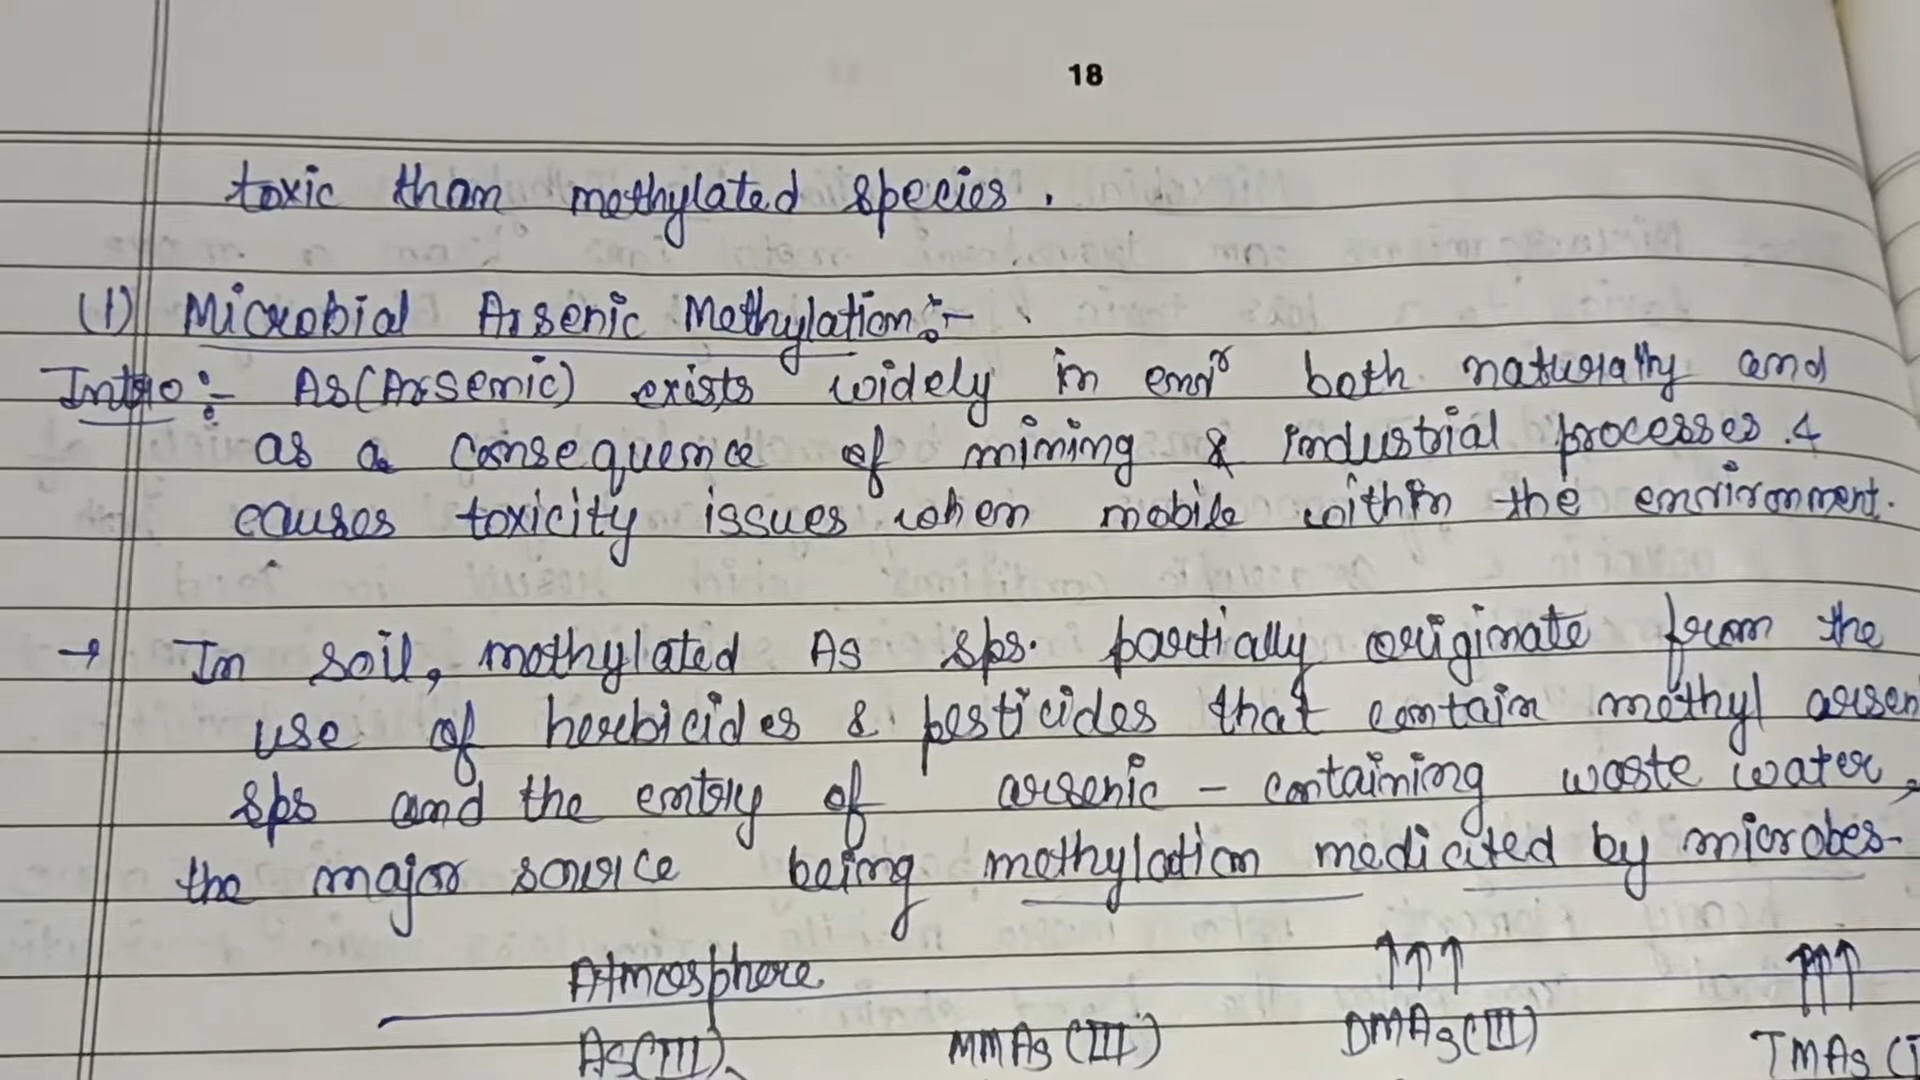 18
toxic than methylated species.
(1) Microbial Arsenic Methylation:-
Intro:- As (Arsenic) exists widely in envr both naturally and
as a consequence of mining & industrial processes. &
causes toxicity issues when mobile within the environment.
→ In soil, methylated As sps. partially originate from the
use of herbicides & pesticides that contain methyl arsen
sps and the entry of arsenic - containing waste water,
the major source being methylation medicated by microbes-
Atmosphere ↑↑↑ ↑↑↑
As(III) MMAs (III) DMAs(III) TMAs (I